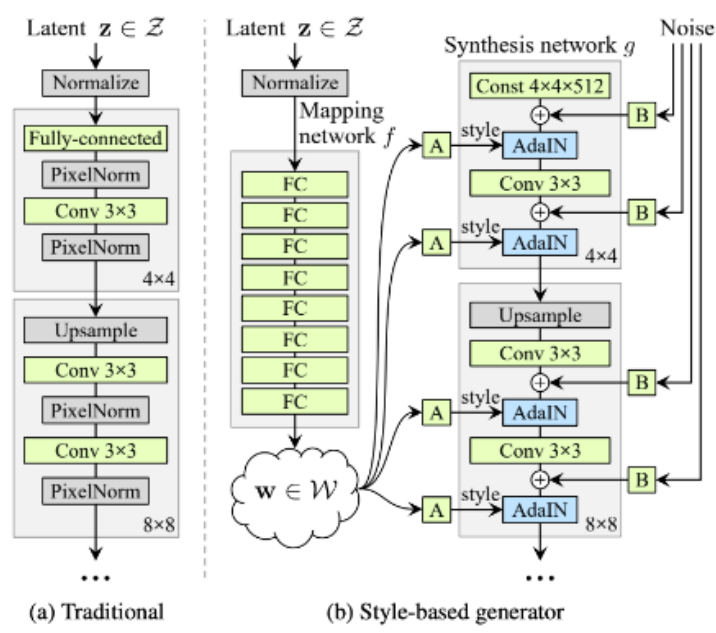 Latent z ∈ 𝒵
Normalize
Fully-connected
PixelNorm
Conv 3×3
PixelNorm
4×4
Upsample
Conv 3×3
PixelNorm
Conv 3×3
PixelNorm
8×8
...
(a) Traditional
Latent z ∈ 𝒵
Normalize
Mapping
network f
FC
FC
FC
FC
FC
FC
FC
FC
w ∈ 𝒲
A
style
A
style
A
style
A
style
Synthesis network g
Const 4×4×512
AdaIN
Conv 3×3
AdaIN
4×4
Upsample
Conv 3×3
AdaIN
Conv 3×3
AdaIN
8×8
...
Noise
B
B
B
B
(b) Style-based generator